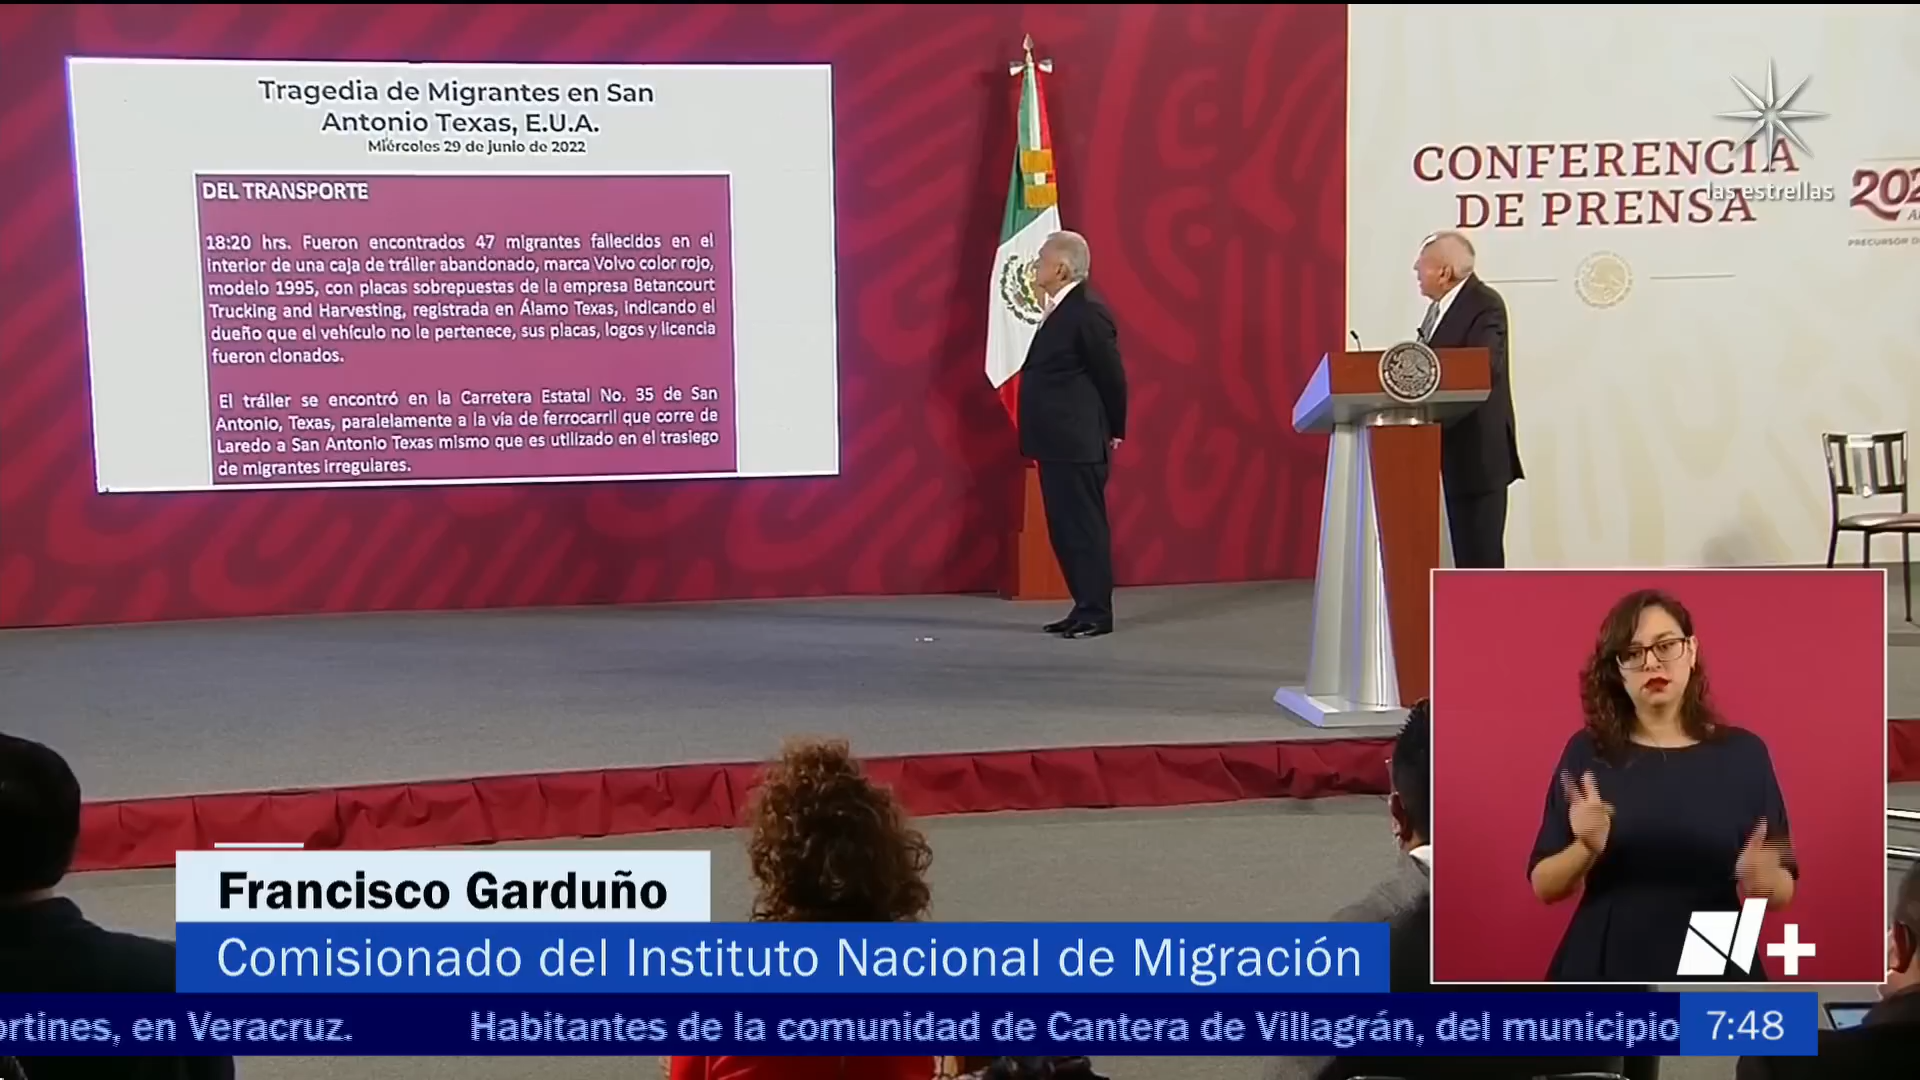 Tragedia de Migrantes en San
Antonio Texas, E.U.A.
Miércoles 29 de junio de 2022
DEL TRANSPORTE
18:20 hrs. Fueron encontrados 47 migrantes fallecidos en el
interior de una caja de tráiler abandonado, marca Volvo color rojo,
modelo 1995, con placas sobrepuestas de la empresa Betancourt
Trucking and Harvesting, registrada en Álamo Texas, indicando el
dueño que el vehículo no le pertenece, sus placas, logos y licencia
fueron clonados.
El tráiler se encontró en la Carretera Estatal No. 35 de San
Antonio, Texas, paralelamente a la vía de ferrocarril que corre de
Laredo a San Antonio Texas mismo que es utilizado en el trasiego
de migrantes irregulares.
CONFERENCIA
DE PRENSA
las estrellas
202
PRECURSOR D
Francisco Garduño
Comisionado del Instituto Nacional de Migración
N+
ortines, en Veracruz. Habitantes de la comunidad de Cantera de Villagrán, del municipio
7:48